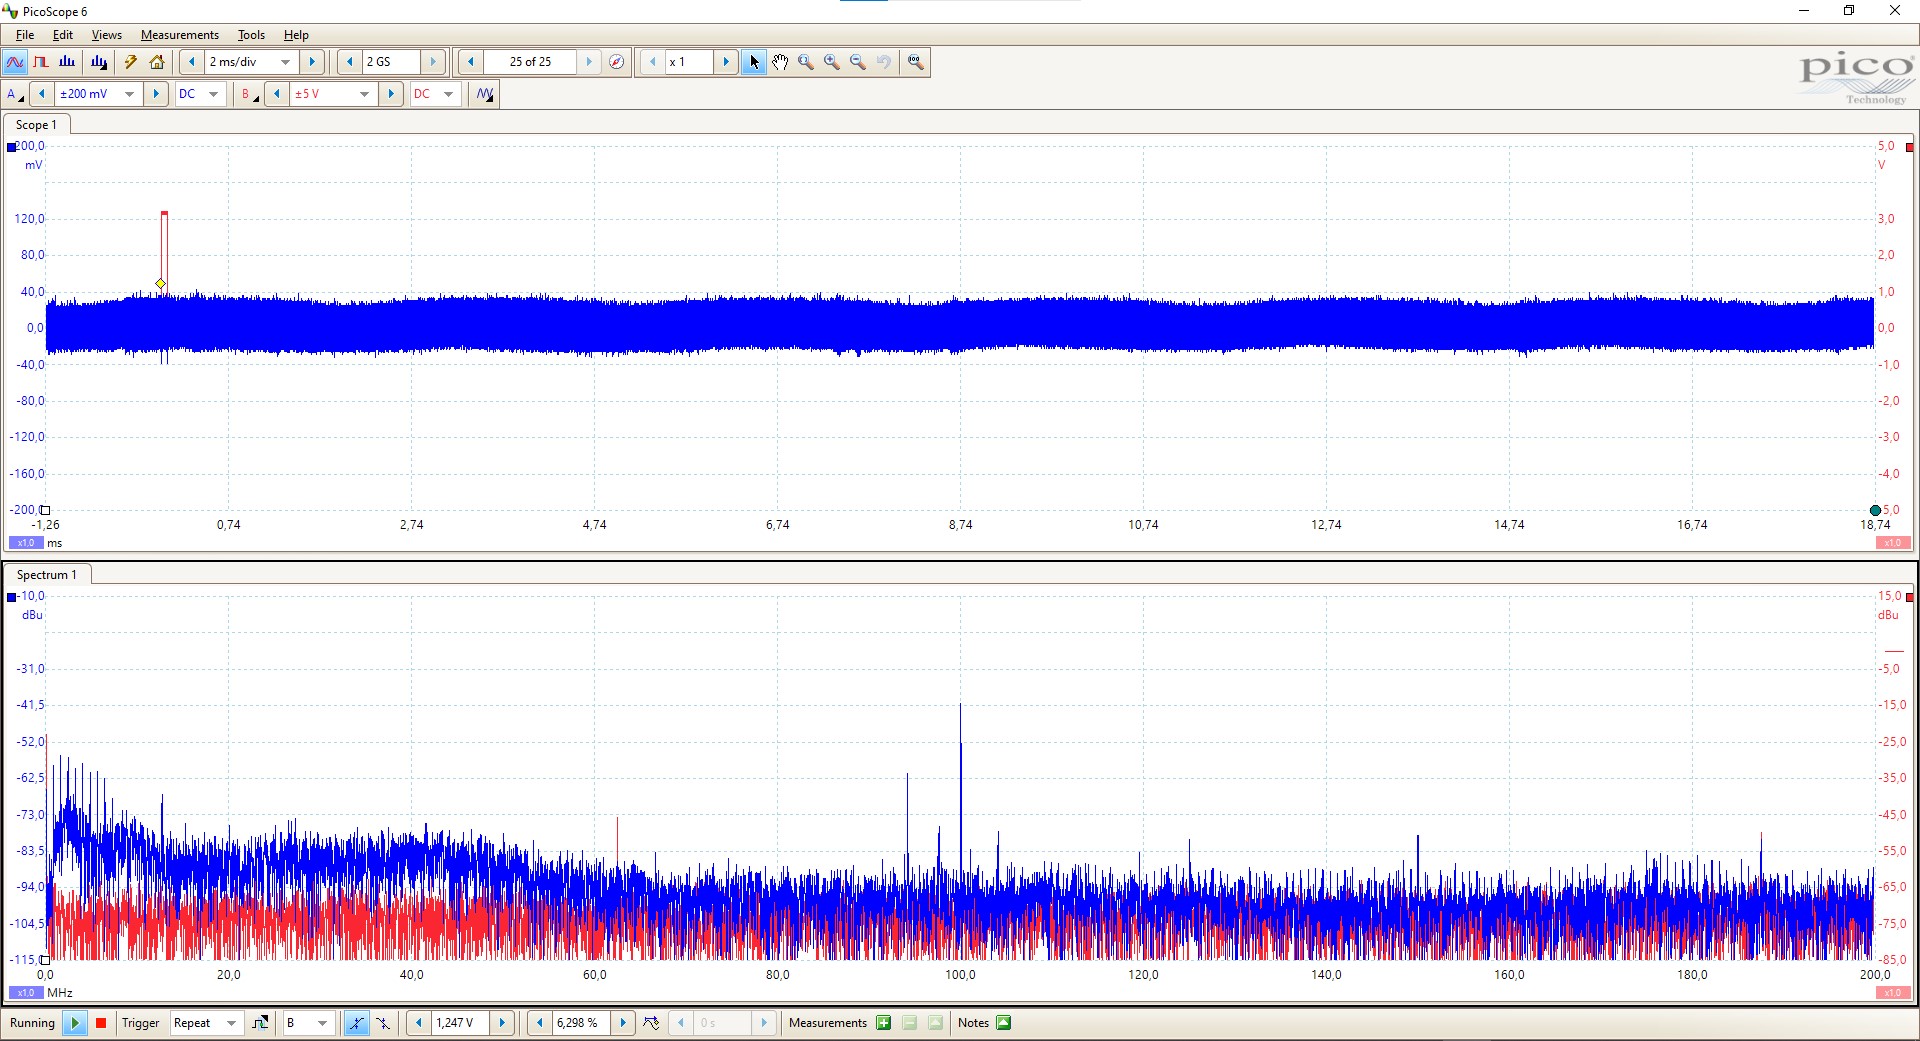 PicoScope 6
File Edit Views Measurements Tools Help
2 ms/div 2 GS 25 of 25 x 1
A ±200 mV DC B ±5 V DC
pico
Technology
Scope 1
200,0 5,0
mV V
120,0 3,0
80,0 2,0
40,0 1,0
0,0 0,0
-40,0 -1,0
-80,0 -2,0
-120,0 -3,0
-160,0 -4,0
-200,0 -5,0
-1,26 0,74 2,74 4,74 6,74 8,74 10,74 12,74 14,74 16,74 18,74
x1,0 ms x1,0
Spectrum 1
-10,0 15,0
dBu dBu
-31,0 -5,0
-41,5 -15,0
-52,0 -25,0
-62,5 -35,0
-73,0 -45,0
-83,5 -55,0
-94,0 -65,0
-104,5 -75,0
-115,0 -85,0
0,0 20,0 40,0 60,0 80,0 100,0 120,0 140,0 160,0 180,0 200,0
x1,0 MHz x1,0
Running Trigger Repeat B 1,247 V 6,298 % 0 s Measurements Notes